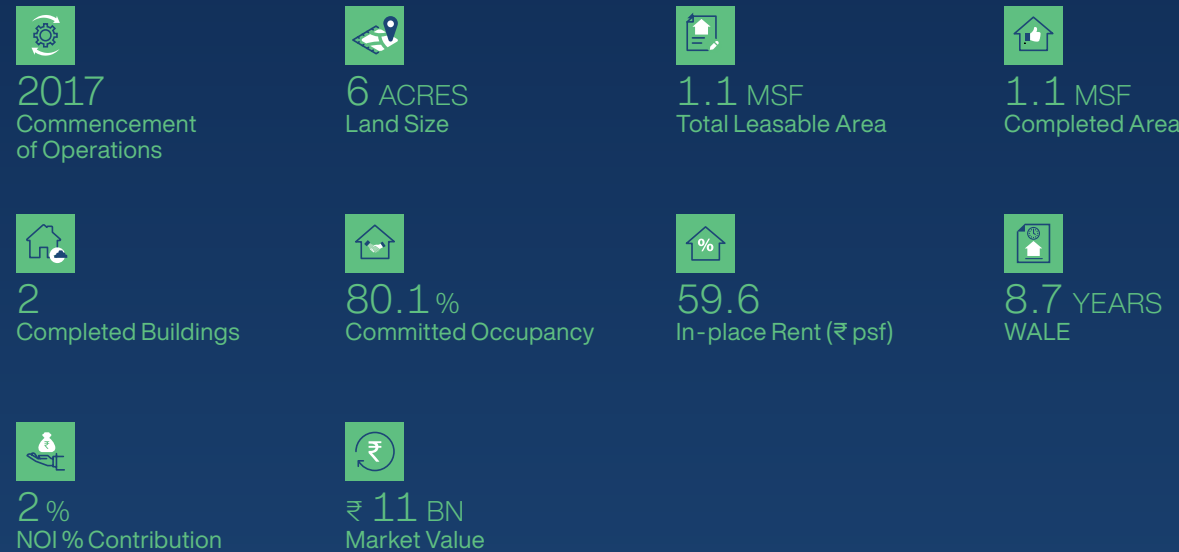 2017
Commencement
of Operations
6 ACRES
Land Size
1.1 MSF
Total Leasable Area
1.1 MSF
Completed Area
2
Completed Buildings
80.1 %
Committed Occupancy
%
59.6
In-place Rent (₹ psf)
8.7 YEARS
WALE
₹
2 %
NOI % Contribution
₹
₹ 11 BN
Market Value